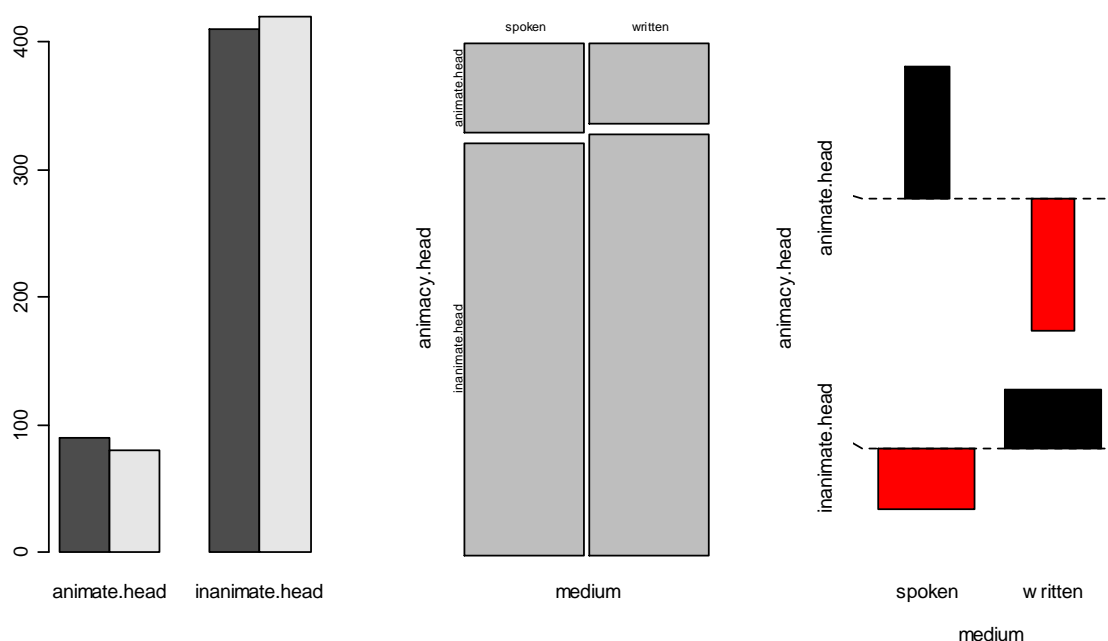 400
300
200
100
0
animate.head inanimate.head
spoken written
animate.head
inanimate.head
animacy.head
medium
animate.head
inanimate.head
animacy.head
spoken w ritten
medium